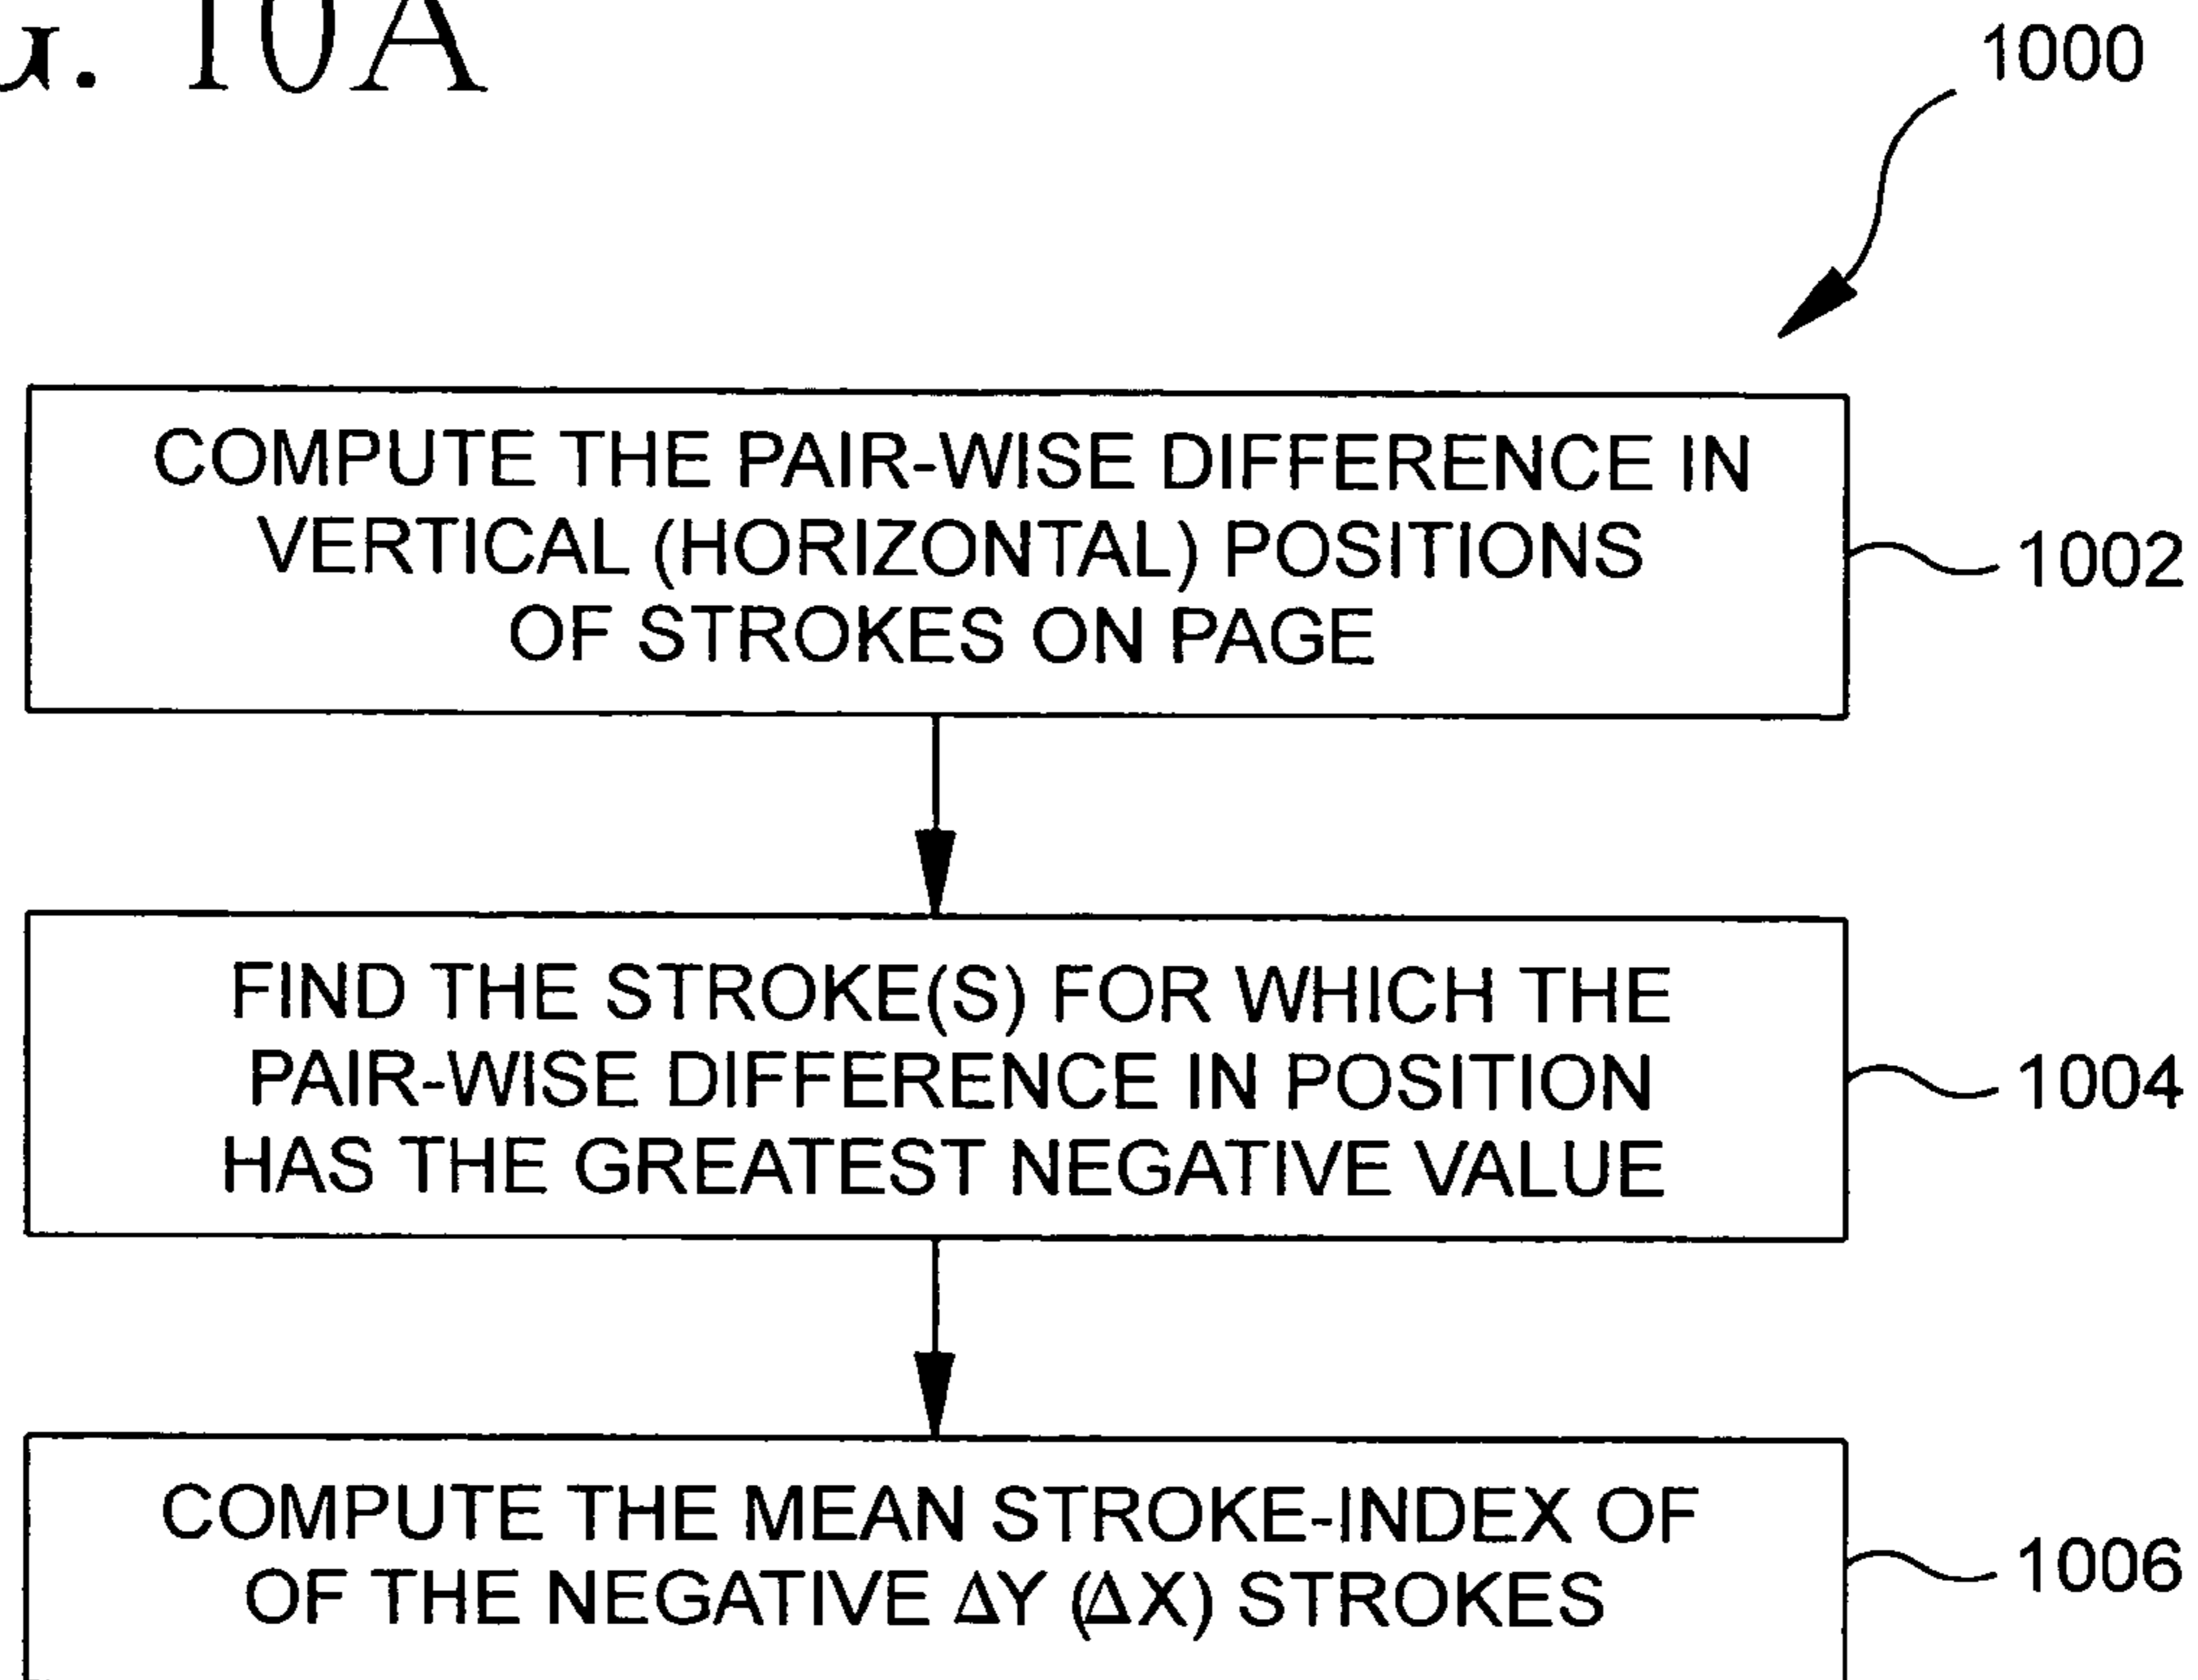 G. 10A
1000
COMPUTE THE PAIR-WISE DIFFERENCE IN
VERTICAL (HORIZONTAL) POSITIONS
OF STROKES ON PAGE
1002
FIND THE STROKE(S) FOR WHICH THE
PAIR-WISE DIFFERENCE IN POSITION
HAS THE GREATEST NEGATIVE VALUE
1004
COMPUTE THE MEAN STROKE-INDEX OF
OF THE NEGATIVE ΔY (ΔX) STROKES
1006